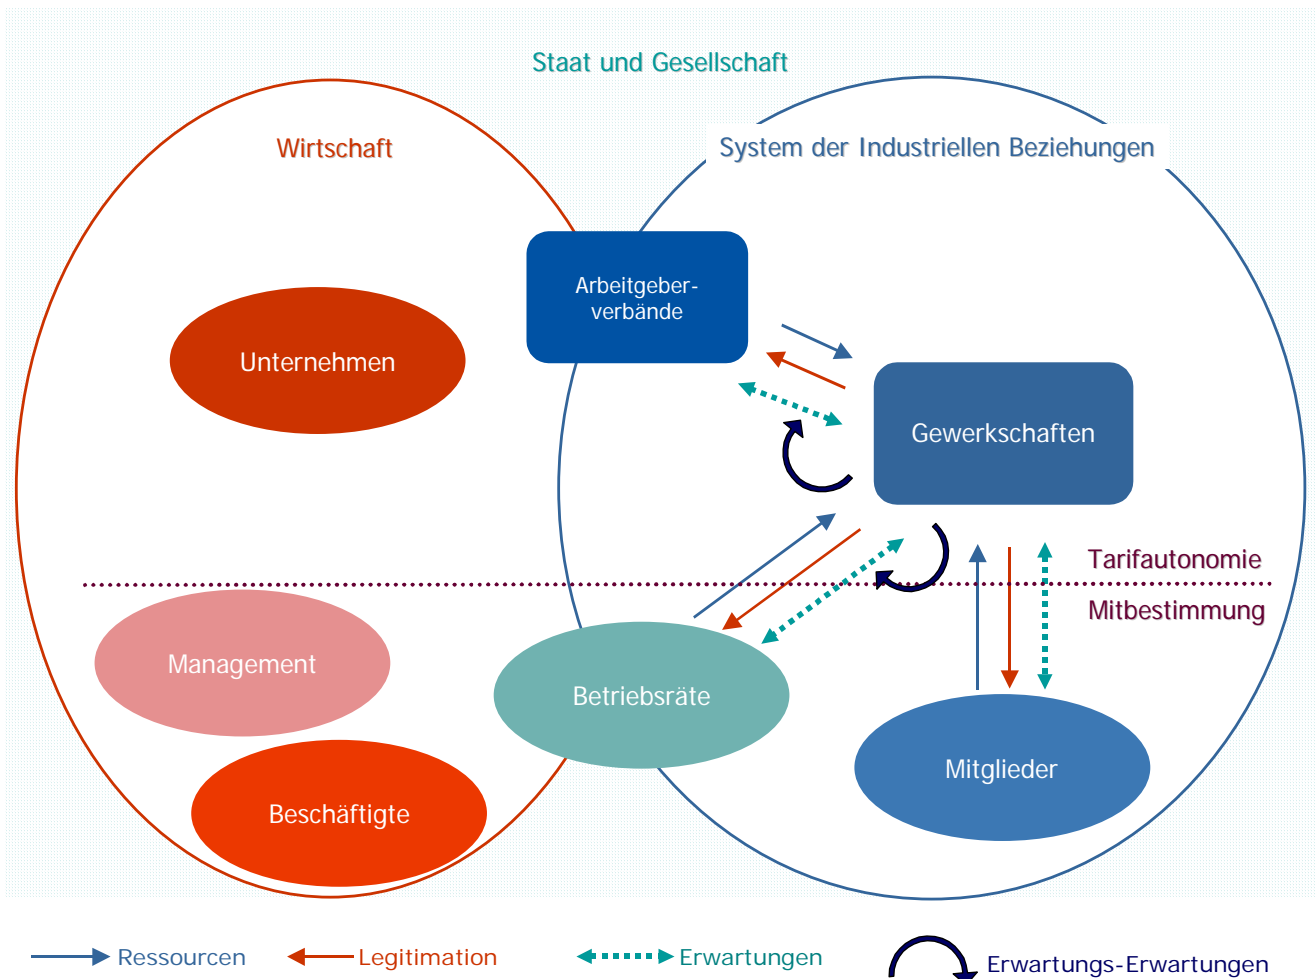 Staat und Gesellschaft
Wirtschaft
System der Industriellen Beziehungen
Arbeitgeber-
verbände
Unternehmen
Gewerkschaften
Tarifautonomie
Mitbestimmung
Management
Betriebsräte
Mitglieder
Beschäftigte
Ressourcen
Legitimation
Erwartungen
Erwartungs-Erwartungen